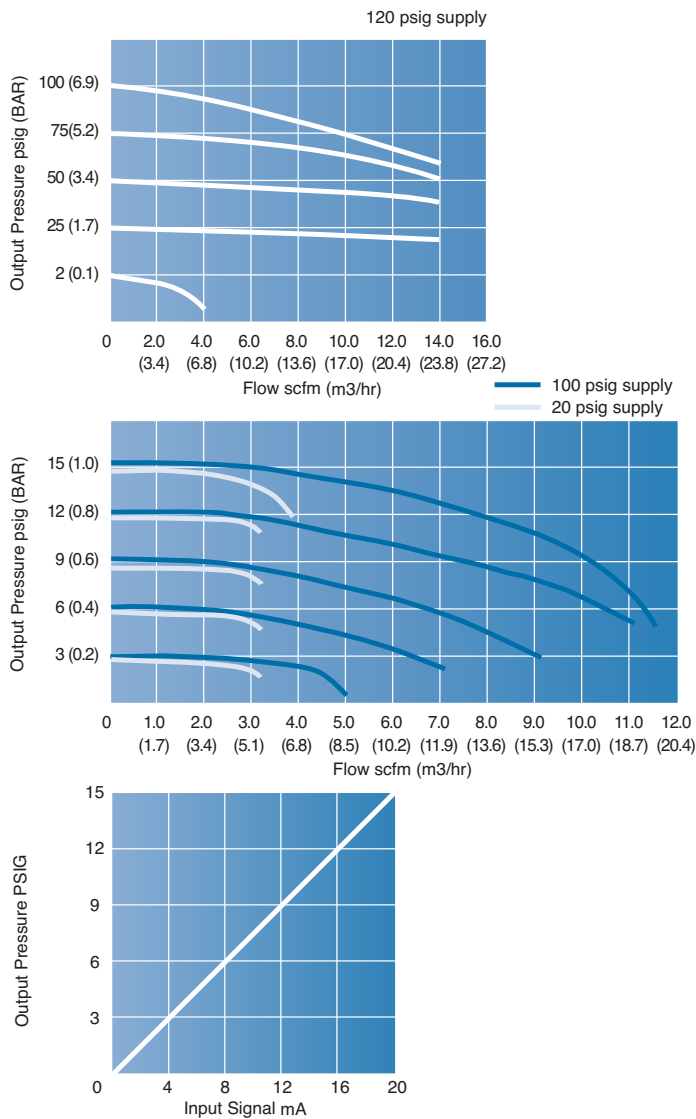 120 psig supply
Output Pressure psig (BAR)
100 (6.9)
75(5.2)
50 (3.4)
25 (1.7)
2 (0.1)
0 2.0 4.0 6.0 8.0 10.0 12.0 14.0 16.0
(3.4) (6.8) (10.2) (13.6) (17.0) (20.4) (23.8) (27.2)
Flow scfm (m3/hr)
100 psig supply
20 psig supply
Output Pressure psig (BAR)
15 (1.0)
12 (0.8)
9 (0.6)
6 (0.4)
3 (0.2)
0 1.0 2.0 3.0 4.0 5.0 6.0 7.0 8.0 9.0 10.0 11.0 12.0
(1.7) (3.4) (5.1) (6.8) (8.5) (10.2) (11.9) (13.6) (15.3) (17.0) (18.7) (20.4)
Flow scfm (m3/hr)
Output Pressure PSIG
15
12
9
6
3
0 4 8 12 16 20
Input Signal mA